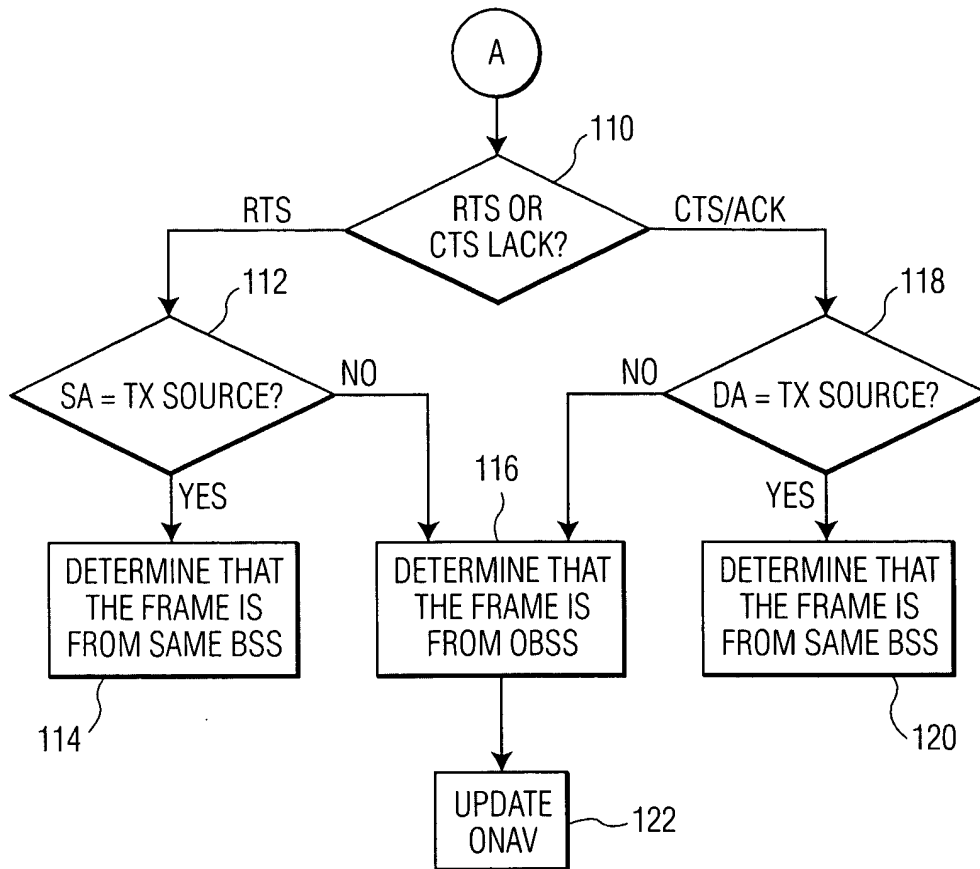 A
110
RTS OR
CTS LACK?
RTS
CTS/ACK
112
118
SA = TX SOURCE?
NO
NO
DA = TX SOURCE?
YES
116
YES
DETERMINE THAT
THE FRAME IS
FROM SAME BSS
DETERMINE THAT
THE FRAME IS
FROM OBSS
DETERMINE THAT
THE FRAME IS
FROM SAME BSS
114
120
UPDATE
ONAV
122